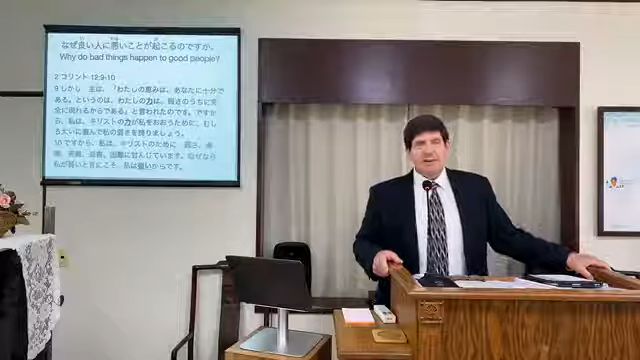 なぜ良い人に悪いことが起こるのですか。
Why do bad things happen to good people?
2 コリント 12:9-10
9 しかし 主は、「わたしの恵みは、あなたに十分で
ある。というのは、わたしの力は、弱さのうちに完
全に現れるからである」と言われたのです。ですか
ら、私は、キリストの力が私をおおうために、むし
ろ大いに喜んで私の弱さを誇りましょう。
10 ですから、私は、キリストのために 弱さ、
困難に甘んじています。なぜなら
私が弱いときにこそ、私は強いからです。